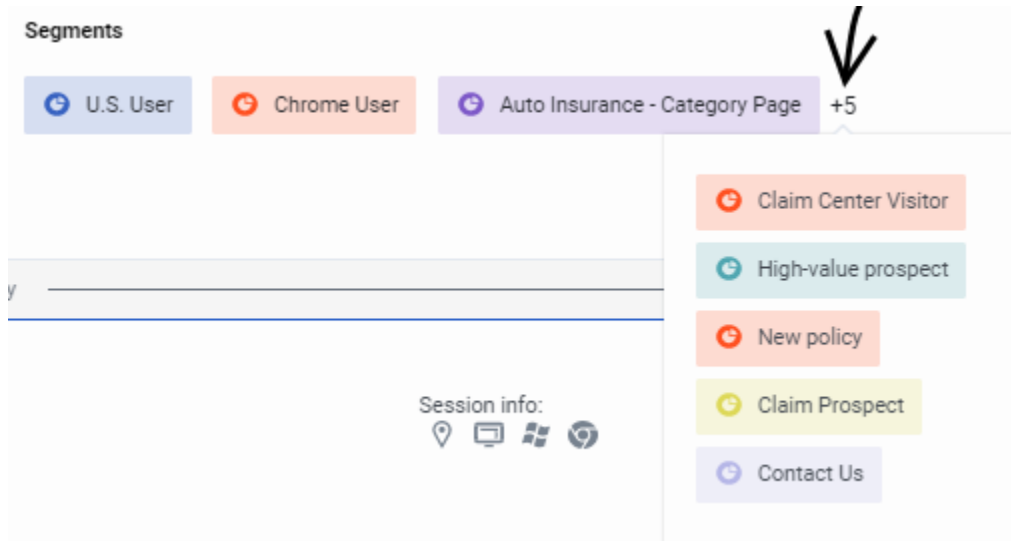 Segments
U.S. User
Chrome User
Auto Insurance - Category Page
+5
Claim Center Visitor
High-value prospect
New policy
Claim Prospect
Contact Us
y
Session info: